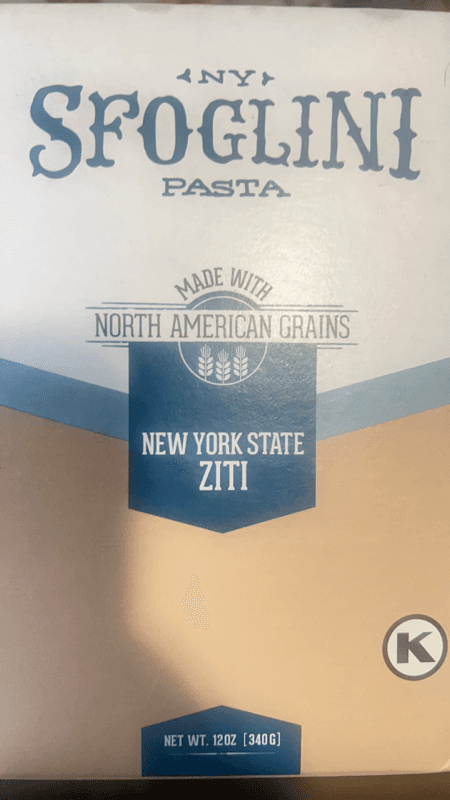 NY
SFOGLINI
PASTA
MADE WITH
NORTH AMERICAN GRAINS
NEW YORK STATE
ZITI
K
NET WT. 12OZ [340G]